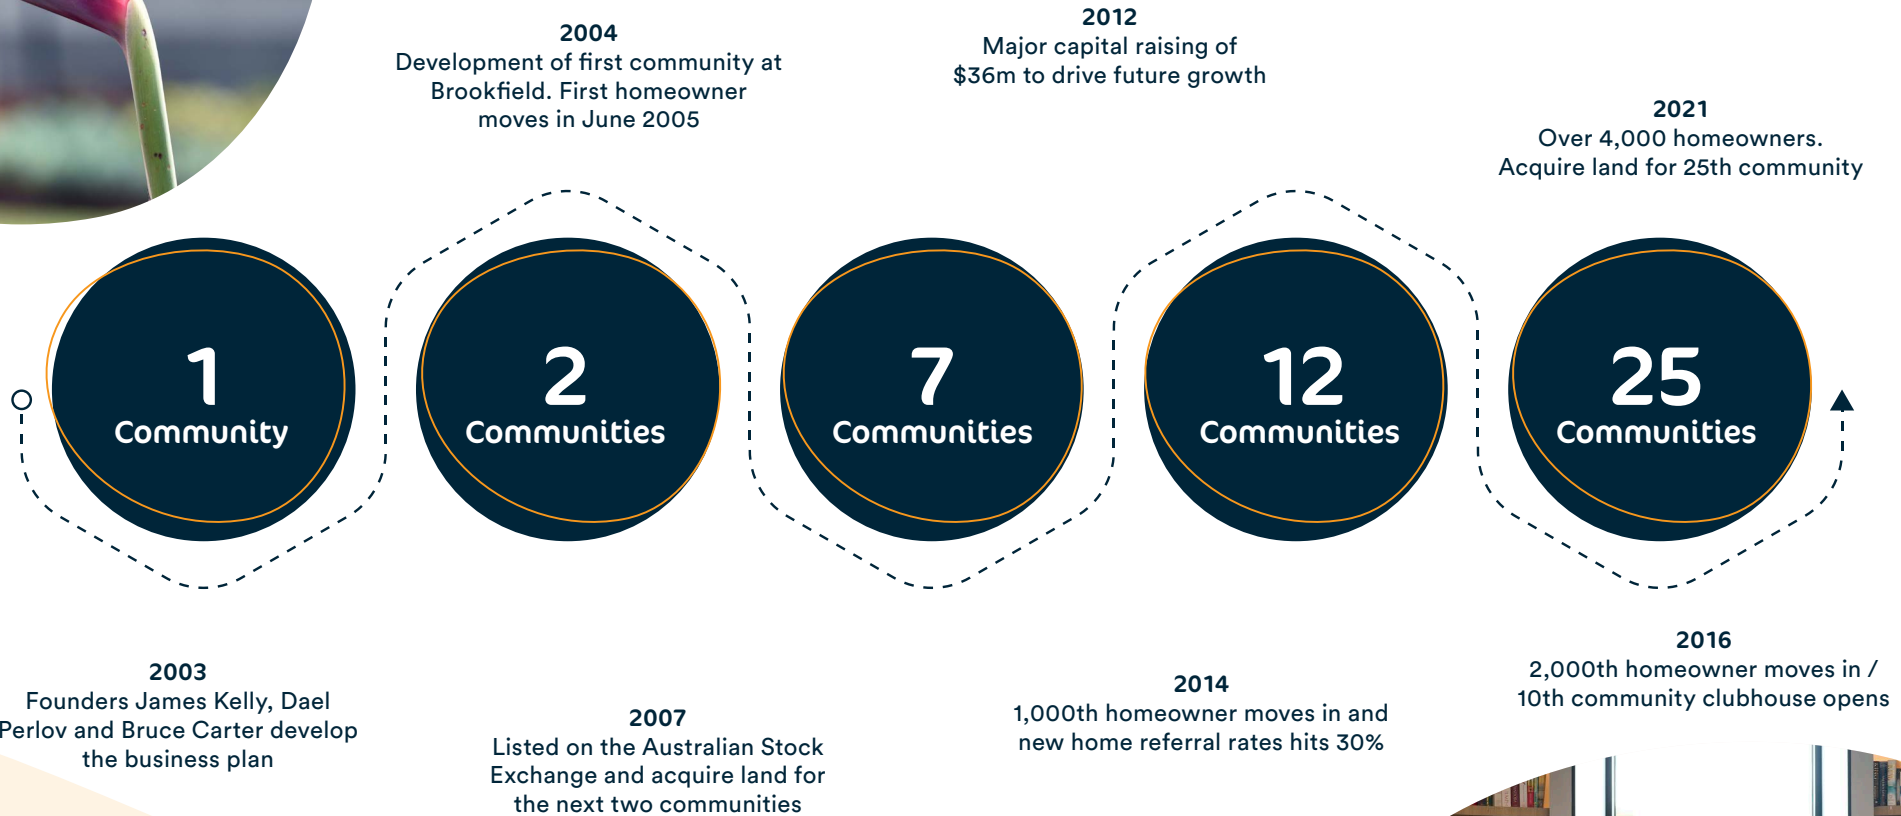 2004
Development of first community at
Brookfield. First homeowner
moves in June 2005
2012
Major capital raising of
$36m to drive future growth
2021
Over 4,000 homeowners.
Acquire land for 25th community
1
Community
2
Communities
7
Communities
12
Communities
25
Communities
2003
Founders James Kelly, Dael
Perlov and Bruce Carter develop
the business plan
2007
Listed on the Australian Stock
Exchange and acquire land for
the next two communities
2014
1,000th homeowner moves in and
new home referral rates hits 30%
2016
2,000th homeowner moves in /
10th community clubhouse opens